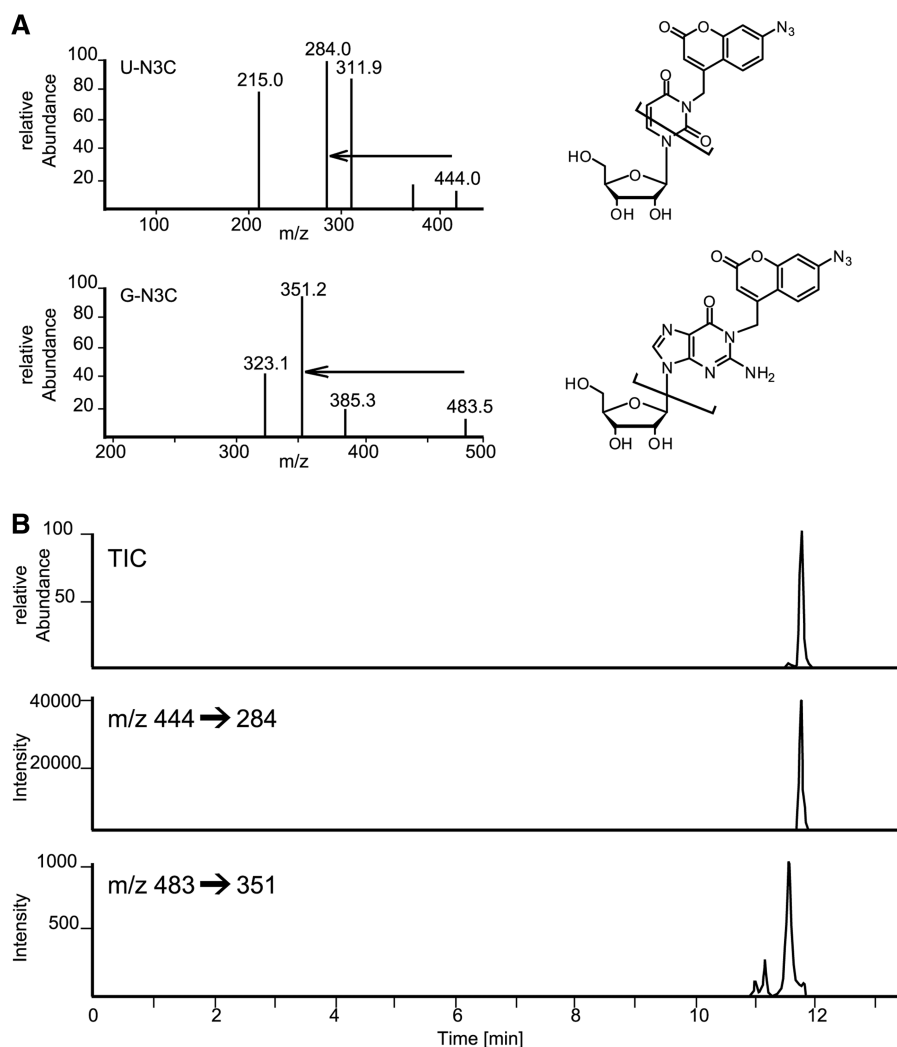 A
U-N3C
relative
Abundance
100
80
60
40
20
215.0
284.0
311.9
444.0
100
200
300
400
m/z
O
O
N3
O
N
N
O
HO
O
OH
OH
G-N3C
relative
Abundance
100
80
60
40
20
323.1
351.2
385.3
483.5
200
300
400
500
m/z
O
O
N3
O
N
N
N
N
NH2
HO
O
OH
OH
B
TIC
relative
Abundance
100
50
m/z 444 → 284
Intensity
40000
20000
m/z 483 → 351
Intensity
1000
500
0
2
4
6
8
10
12
Time [min]